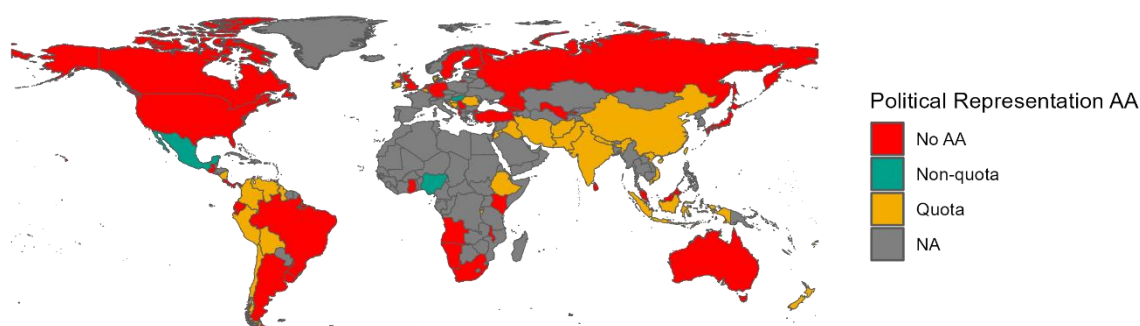 Political Representation AA
No AA
Non-quota
Quota
NA